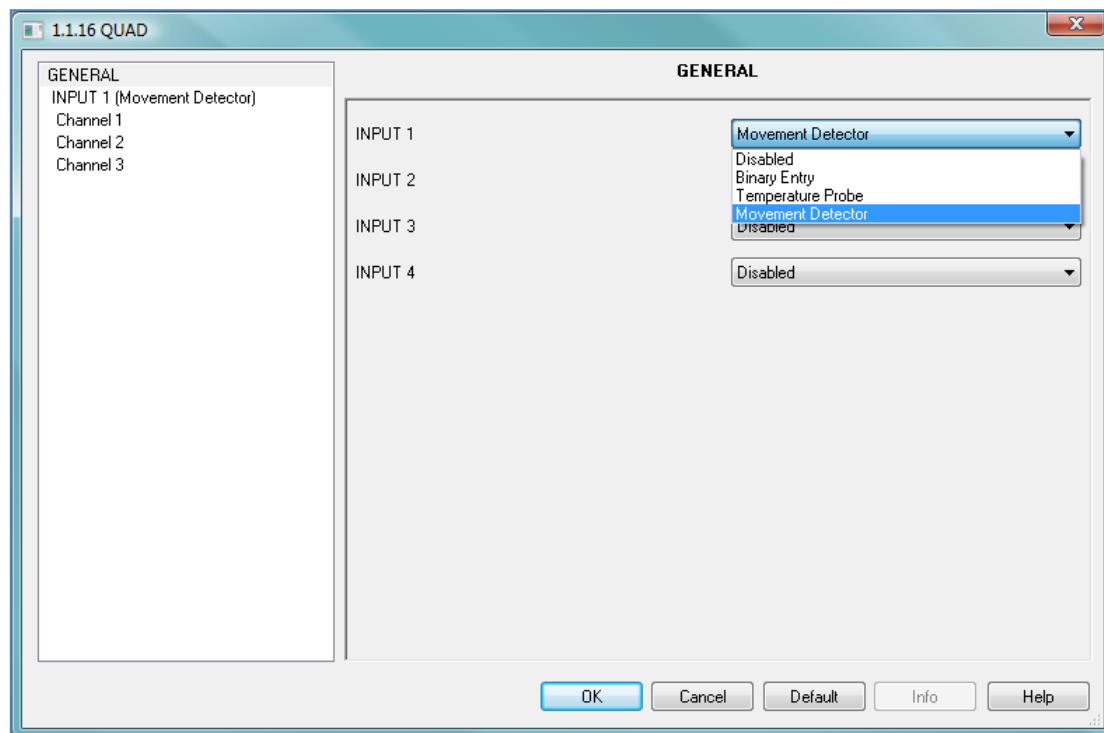 1.1.16 QUAD
GENERAL
INPUT 1 (Movement Detector)
Channel 1
Channel 2
Channel 3
GENERAL
INPUT 1 Movement Detector
Disabled
Binary Entry
Temperature Probe
Movement Detector
INPUT 2
INPUT 3 Disabled
INPUT 4 Disabled
OK Cancel Default Info Help